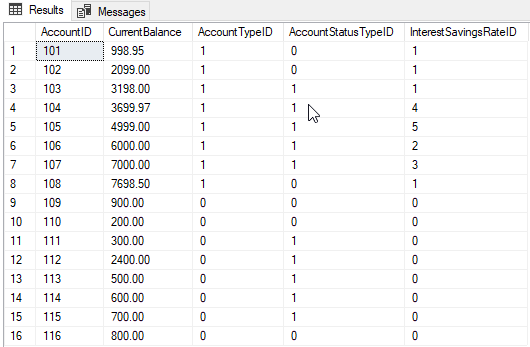 Results Messages
AccountID CurrentBalance AccountTypeID AccountStatusTypeID InterestSavingsRateID
1 101 998.95 1 0 1
2 102 2099.00 1 0 1
3 103 3198.00 1 1 1
4 104 3699.97 1 1 4
5 105 4999.00 1 1 5
6 106 6000.00 1 1 2
7 107 7000.00 1 1 3
8 108 7698.50 1 0 1
9 109 900.00 0 0 0
10 110 200.00 0 0 0
11 111 300.00 0 1 0
12 112 2400.00 0 1 0
13 113 500.00 0 1 0
14 114 600.00 0 1 0
15 115 700.00 0 1 0
16 116 800.00 0 0 0